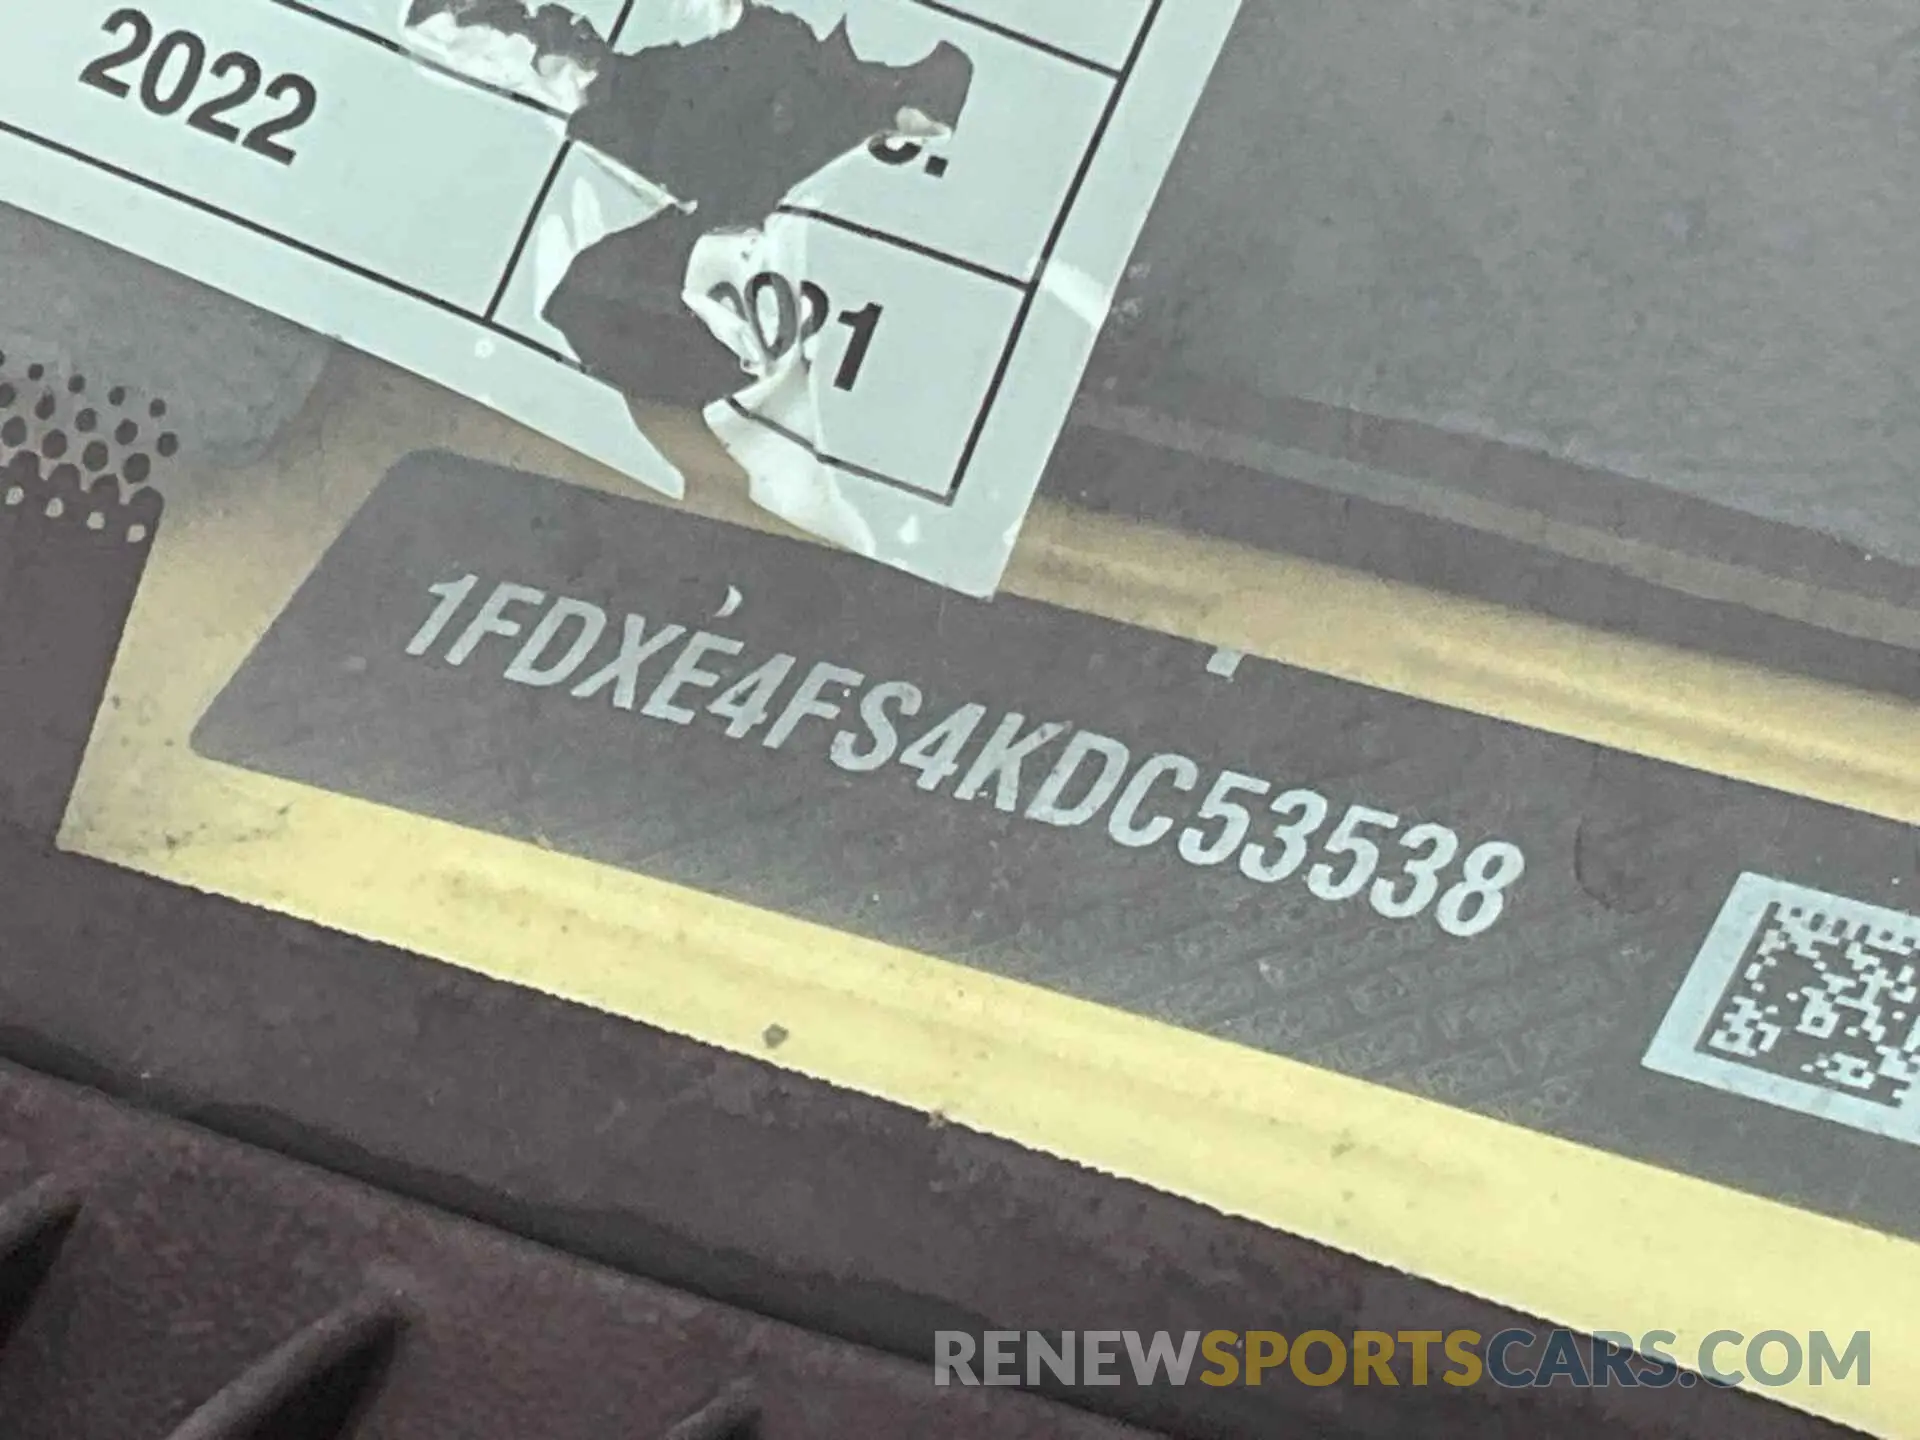 2022
2021
1FDXE4FS4KDC53538
RENEWSPORTSCARS.COM